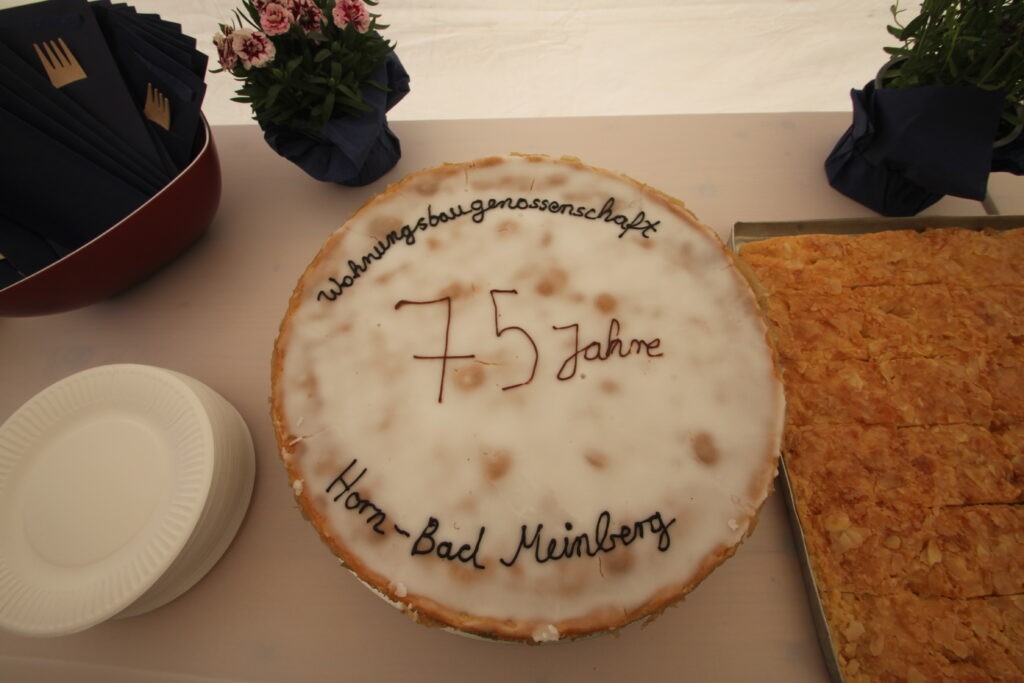 Wohnungsbaugenossenschaft
75 Jahre
Horn-Bad Meinberg